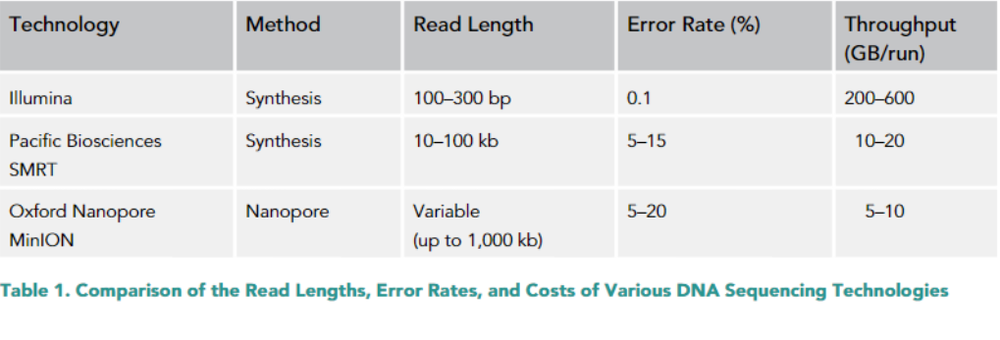 Technology Method Read Length Error Rate (%) Throughput
(GB/run)
Illumina Synthesis 100–300 bp 0.1 200–600
Pacific Biosciences Synthesis 10–100 kb 5–15 10–20
SMRT
Oxford Nanopore Nanopore Variable 5–20 5–10
MinION (up to 1,000 kb)
Table 1. Comparison of the Read Lengths, Error Rates, and Costs of Various DNA Sequencing Technologies